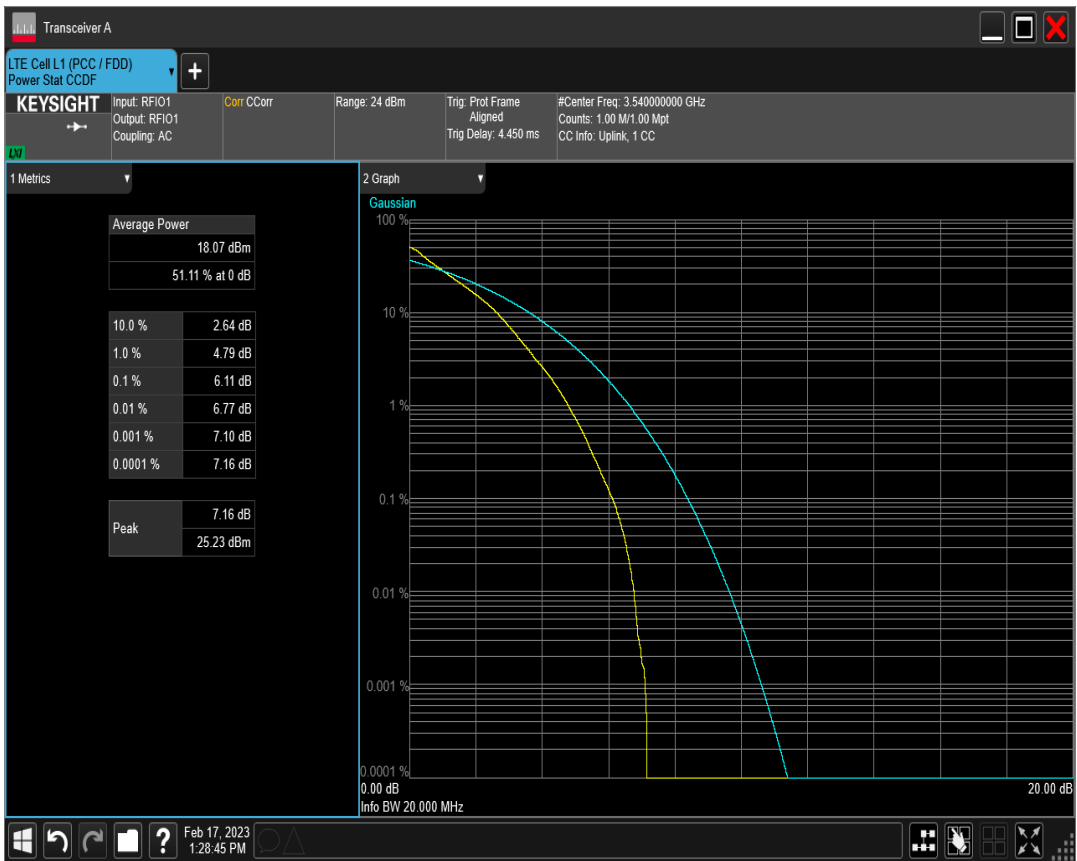 Transceiver A
LTE Cell L1 (PCC / FDD)
Power Stat CCDF
KEYSIGHT
LXI
Input: RFIO1
Output: RFIO1
Coupling: AC
Corr CCorr
Range: 24 dBm
Trig: Prot Frame
Aligned
Trig Delay: 4.450 ms
#Center Freq: 3.540000000 GHz
Counts: 1.00 M/1.00 Mpt
CC Info: Uplink, 1 CC
1 Metrics
Average Power
18.07 dBm
51.11 % at 0 dB
10.0 % 2.64 dB
1.0 % 4.79 dB
0.1 % 6.11 dB
0.01 % 6.77 dB
0.001 % 7.10 dB
0.0001 % 7.16 dB
Peak
7.16 dB
25.23 dBm
2 Graph
Gaussian
100 %
10 %
1 %
0.1 %
0.01 %
0.001 %
0.0001 %
0.00 dB 20.00 dB
Info BW 20.000 MHz
?
Feb 17, 2023
1:28:45 PM